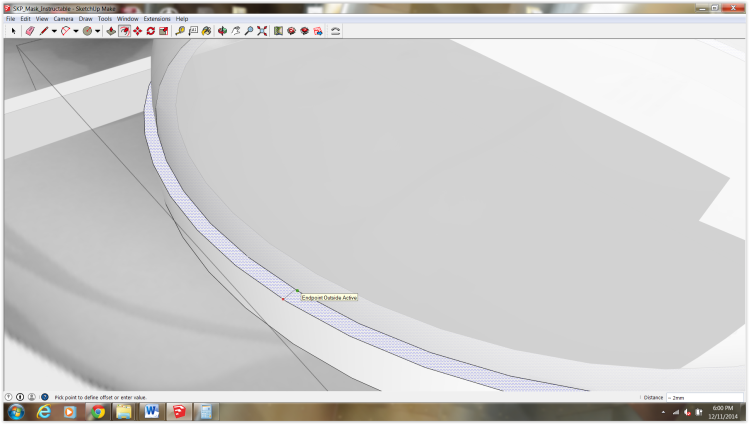 SKP_Mask_Instructable - SketchUp Make
File Edit View Camera Draw Tools Window Extensions Help
Endpoint Outside Active
Pick point to define offset or enter value.
Distance ~ 2mm
6:00 PM
12/11/2014